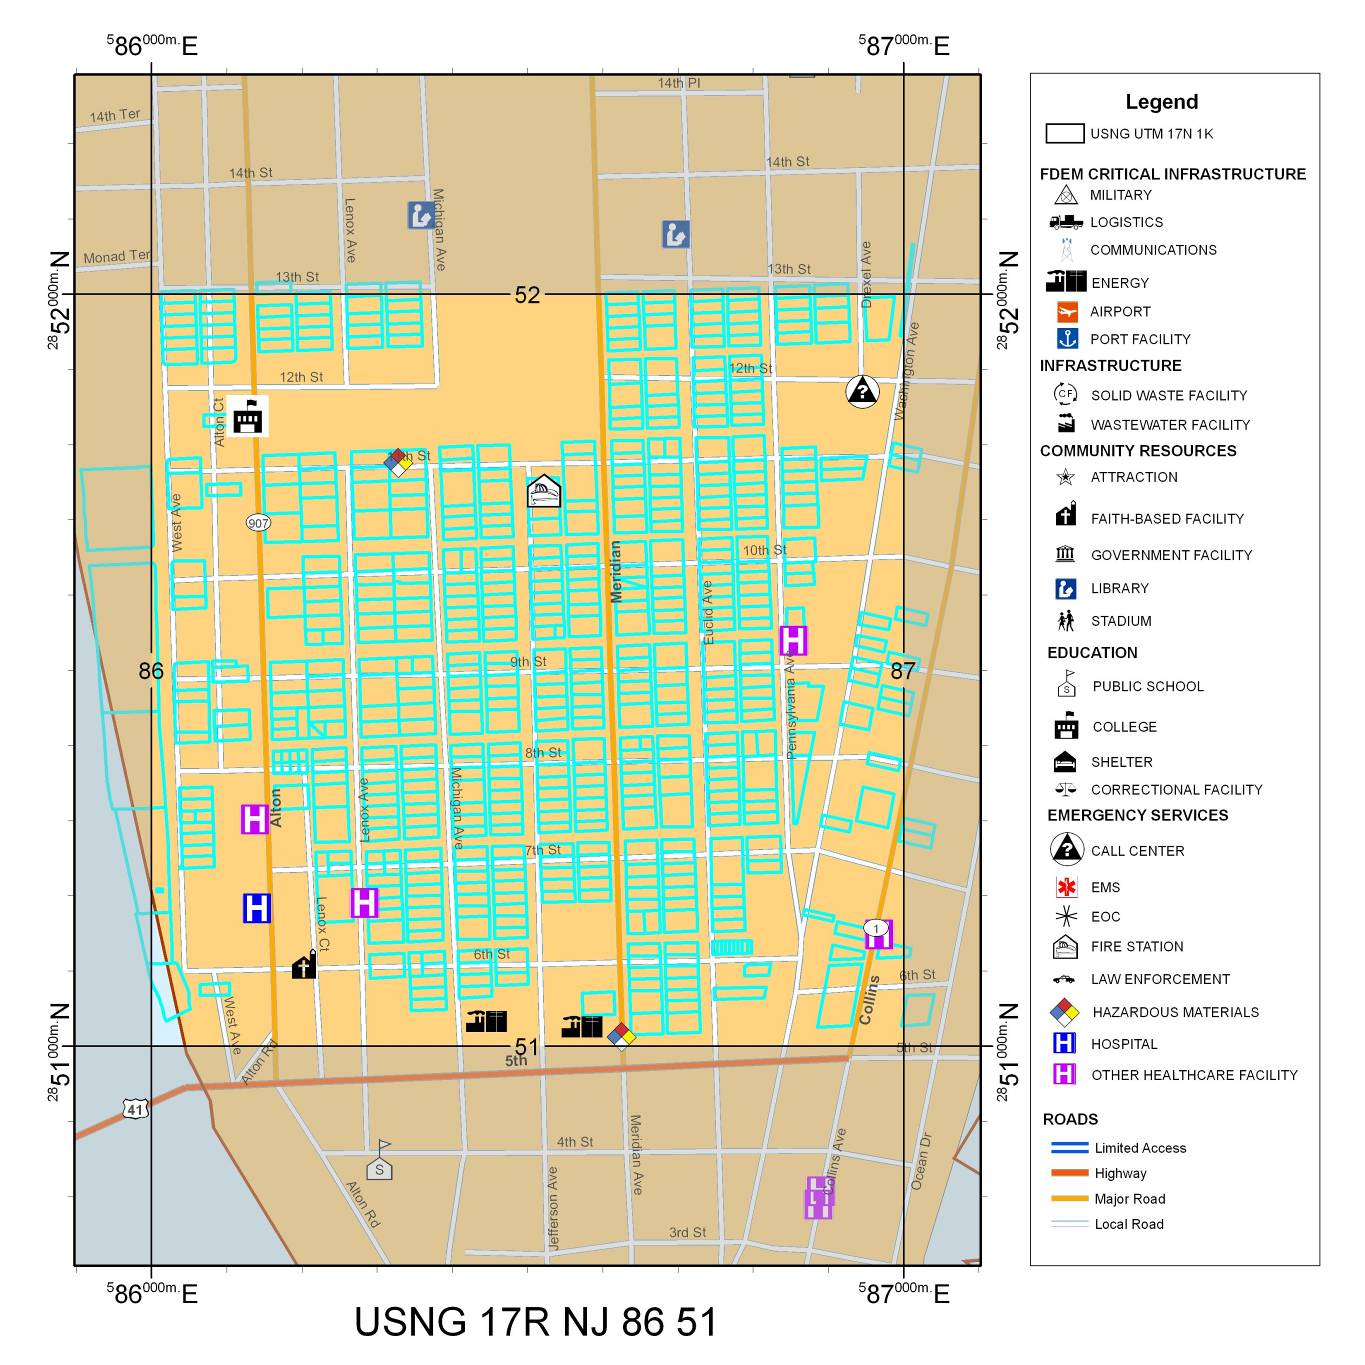 ⁵86⁰⁰⁰ᵐ·E
⁵87⁰⁰⁰ᵐ·E
14th Pl
14th Ter
14th St
14th St
Lenox Ave
Michigan Ave
Monad Ter
13th St
13th St
Drexel Ave
²⁸52⁰⁰⁰ᵐ·N
52
²⁸52⁰⁰⁰ᵐ·N
Washington Ave
12th St
12th St
Alton Ct
11th St
West Ave
907
Meridian
10th St
Euclid Ave
86
9th St
87
Pennsylvania Ave
8th St
Alton
Lenox Ave
Michigan Ave
7th St
Lenox Ct
1
6th St
6th St
Collins
West Ave
Alton Rd
²⁸51⁰⁰⁰ᵐ·N
51
5th
5th St
²⁸51⁰⁰⁰ᵐ·N
41
4th St
Meridian Ave
Collins Ave
Ocean Dr
S
Alton Rd
Jefferson Ave
3rd St
⁵86⁰⁰⁰ᵐ·E
⁵87⁰⁰⁰ᵐ·E
USNG 17R NJ 86 51
Legend
USNG UTM 17N 1K
FDEM CRITICAL INFRASTRUCTURE
MILITARY
LOGISTICS
COMMUNICATIONS
ENERGY
AIRPORT
PORT FACILITY
INFRASTRUCTURE
CF SOLID WASTE FACILITY
WASTEWATER FACILITY
COMMUNITY RESOURCES
ATTRACTION
FAITH-BASED FACILITY
GOVERNMENT FACILITY
LIBRARY
STADIUM
EDUCATION
S PUBLIC SCHOOL
COLLEGE
SHELTER
CORRECTIONAL FACILITY
EMERGENCY SERVICES
? CALL CENTER
EMS
EOC
FIRE STATION
LAW ENFORCEMENT
HAZARDOUS MATERIALS
H HOSPITAL
H OTHER HEALTHCARE FACILITY
ROADS
Limited Access
Highway
Major Road
Local Road